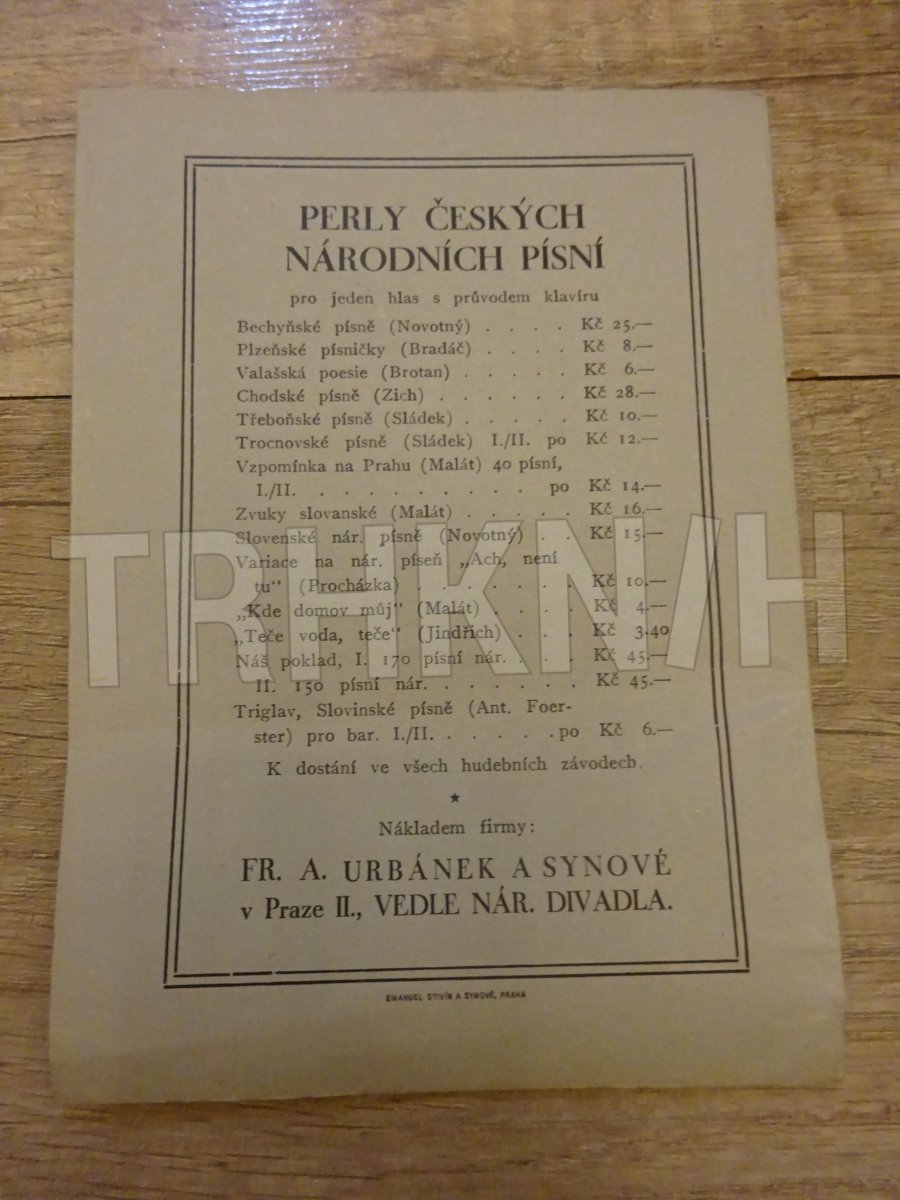 PERLY ČESKÝCH
NÁRODNÍCH PÍSNÍ
pro jeden hlas s průvodem klavíru
Bechyňské písně (Novotný) . . . . Kč 25.—
Plzeňské písničky (Bradáč) . . . . Kč 8.—
Valašská poesie (Brotan) . . . . . Kč 6.—
Chodské písně (Zich) . . . . . . Kč 28.—
Třeboňské písně (Sládek) . . . . . Kč 10.—
Trocnovské písně (Sládek) I./II. po Kč 12.—
Vzpomínka na Prahu (Malát) 40 písní,
I./II. . . . . . . . . . po Kč 14.—
Zvuky slovanské (Malát) . . . . . Kč 16.—
Slovenské nár. písně (Novotný) . . Kč 15.—
Variace na nár. píseň „Ach, není
tu“ (Procházka) . . . . . . . Kč 10.—
„Kde domov můj“ (Malát) . . . . Kč 4.—
„Teče voda, teče“ (Jindřich) . . . Kč 3.40
Náš poklad, I. 170 písní nár. . . . Kč 45.—
II. 150 písní nár. . . . . . . Kč 45.—
Triglav, Slovinské písně (Ant. Foer-
ster) pro bar. I./II. . . . . . po Kč 6.—
K dostání ve všech hudebních závodech.
★
Nákladem firmy:
FR. A. URBÁNEK A SYNOVÉ
v Praze II., VEDLE NÁR. DIVADLA.
EMANUEL STIVÍN A SYNOVÉ, PRAHA
TRHKNIH